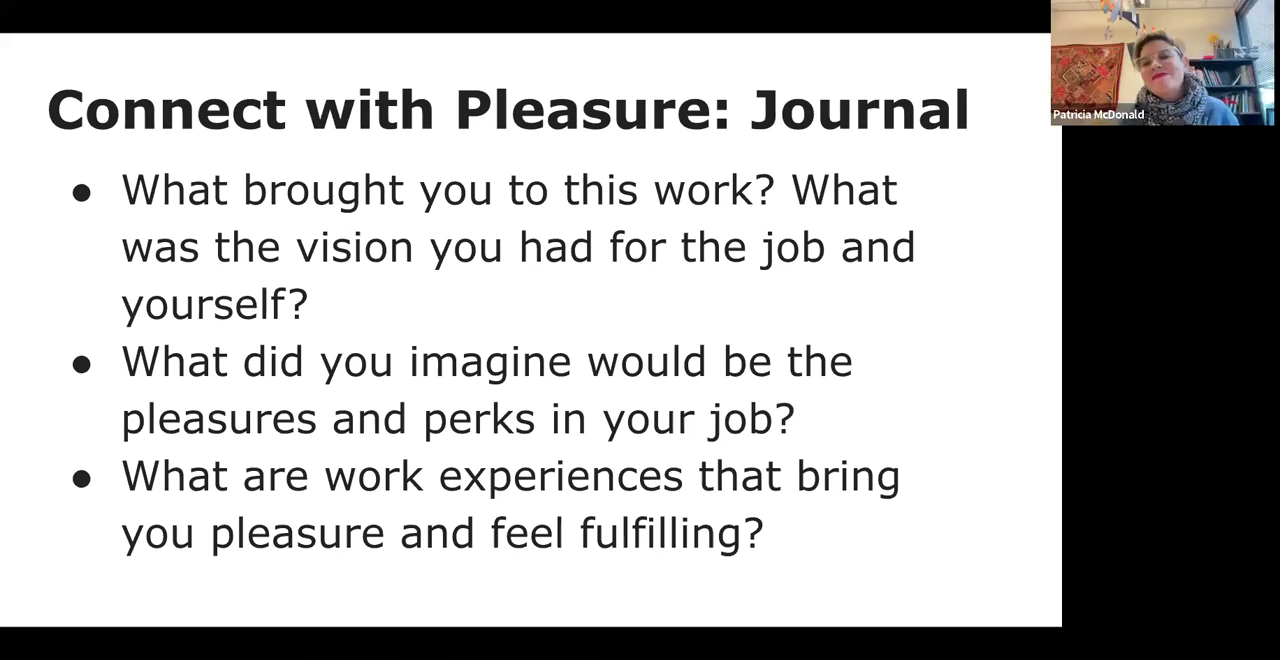 Connect with Pleasure: Journal
● What brought you to this work? What
was the vision you had for the job and
yourself?
● What did you imagine would be the
pleasures and perks in your job?
● What are work experiences that bring
you pleasure and feel fulfilling?
Patricia McDonald